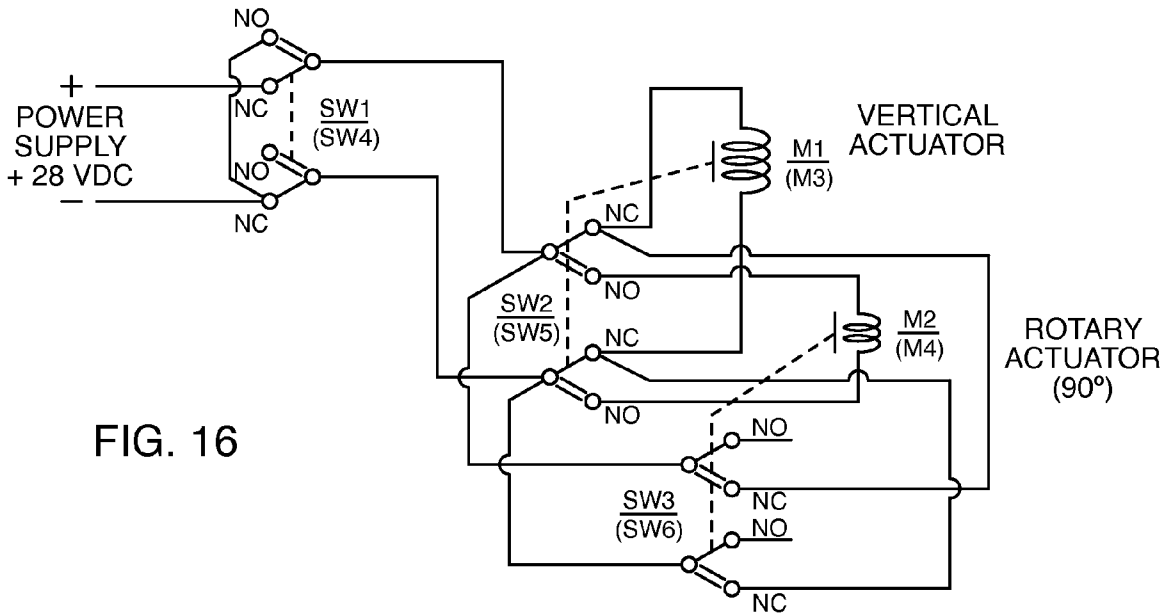 NO
+
POWER
SUPPLY
+ 28 VDC
–
NC
SW1
(SW4)
NO
NC
VERTICAL
ACTUATOR
M1
(M3)
NC
NO
SW2
(SW5)
NC
NO
M2
(M4)
ROTARY
ACTUATOR
(90º)
FIG. 16
NO
NC
SW3
(SW6)
NO
NC